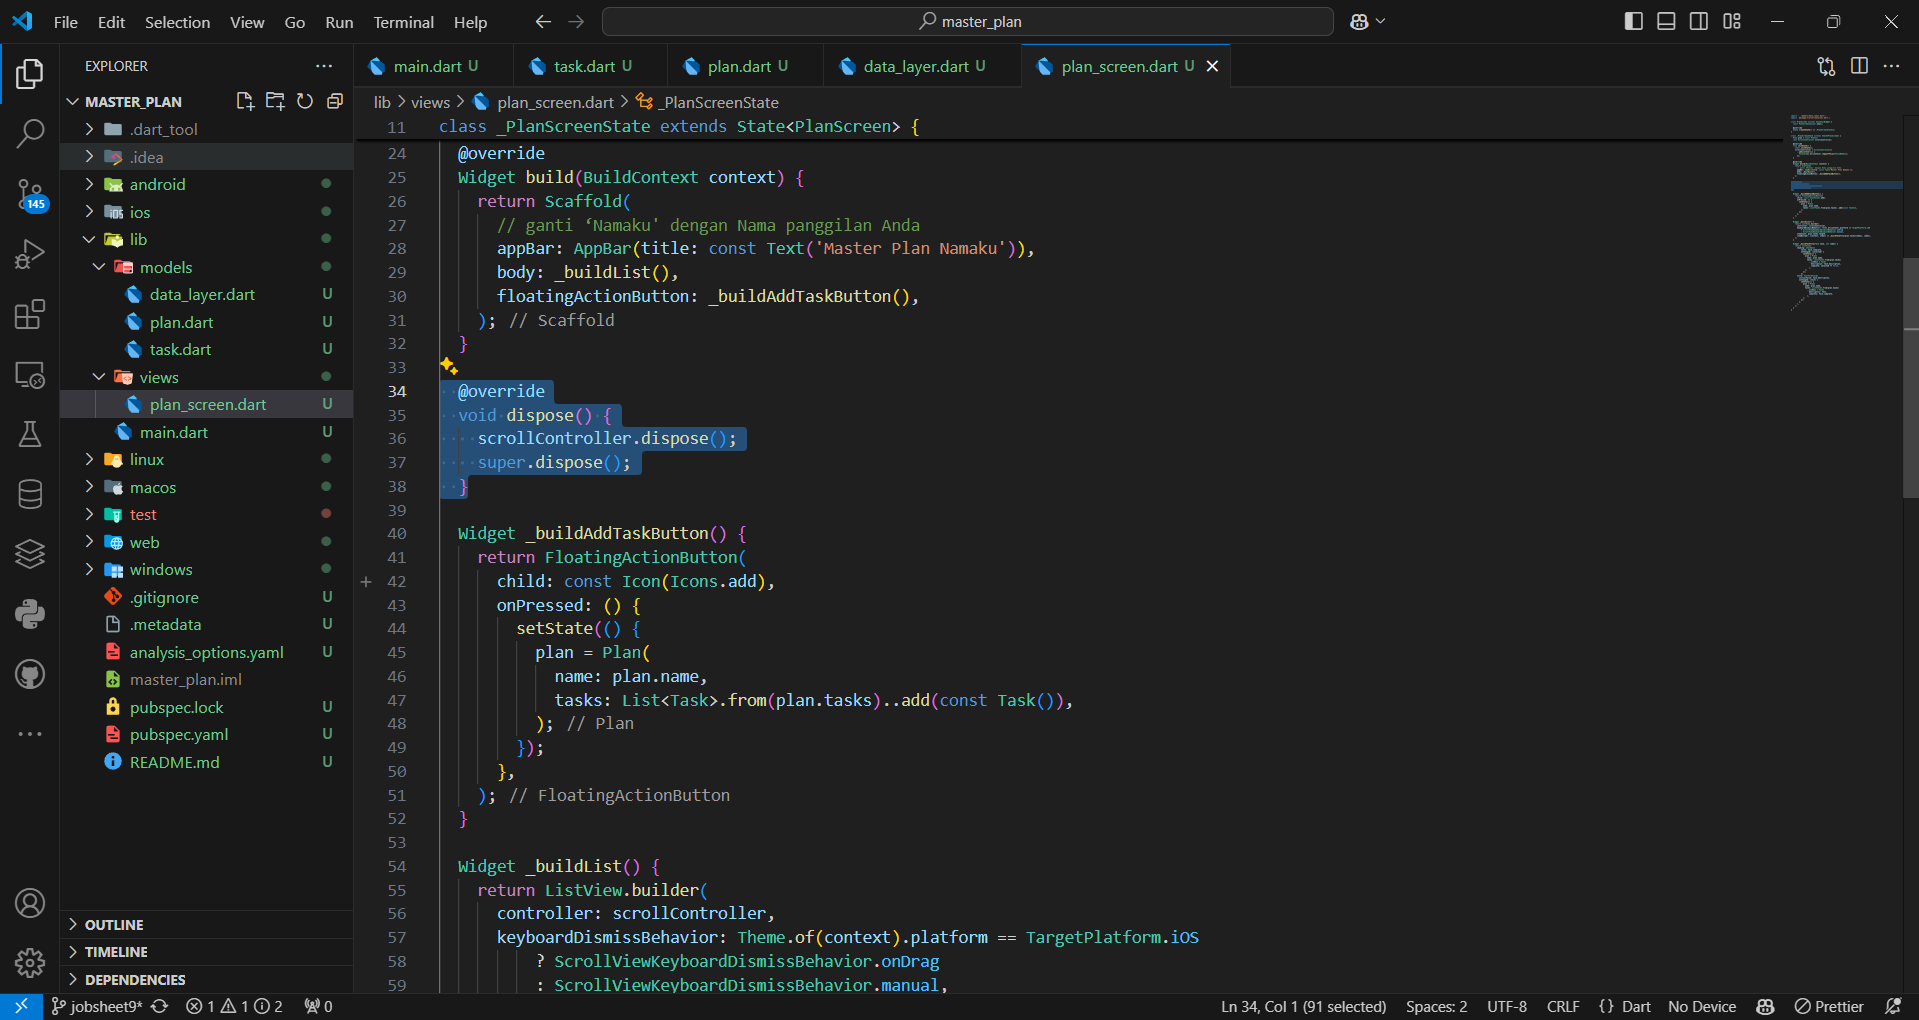 File Edit Selection View Go Run Terminal Help
master_plan
EXPLORER
MASTER_PLAN
.dart_tool
.idea
android
ios
lib
models
data_layer.dart U
plan.dart U
task.dart U
views
plan_screen.dart U
main.dart U
linux
macos
test
web
windows
.gitignore U
.metadata U
analysis_options.yaml U
master_plan.iml
pubspec.lock U
pubspec.yaml U
README.md U
OUTLINE
TIMELINE
DEPENDENCIES
145
main.dart U task.dart U plan.dart U data_layer.dart U plan_screen.dart U
lib > views > plan_screen.dart > _PlanScreenState
11 class _PlanScreenState extends State<PlanScreen> {
24 @override
25 Widget build(BuildContext context) {
26 return Scaffold(
27 // ganti ‘Namaku' dengan Nama panggilan Anda
28 appBar: AppBar(title: const Text('Master Plan Namaku')),
29 body: _buildList(),
30 floatingActionButton: _buildAddTaskButton(),
31 ); // Scaffold
32 }
33
34 @override
35 void dispose() {
36 scrollController.dispose();
37 super.dispose();
38 }
39
40 Widget _buildAddTaskButton() {
41 return FloatingActionButton(
42 child: const Icon(Icons.add),
43 onPressed: () {
44 setState(() {
45 plan = Plan(
46 name: plan.name,
47 tasks: List<Task>.from(plan.tasks)..add(const Task()),
48 ); // Plan
49 });
50 },
51 ); // FloatingActionButton
52 }
53
54 Widget _buildList() {
55 return ListView.builder(
56 controller: scrollController,
57 keyboardDismissBehavior: Theme.of(context).platform == TargetPlatform.iOS
58 ? ScrollViewKeyboardDismissBehavior.onDrag
59 : ScrollViewKeyboardDismissBehavior.manual,
jobsheet9* 1 1 2 0 Ln 34, Col 1 (91 selected) Spaces: 2 UTF-8 CRLF {} Dart No Device Prettier